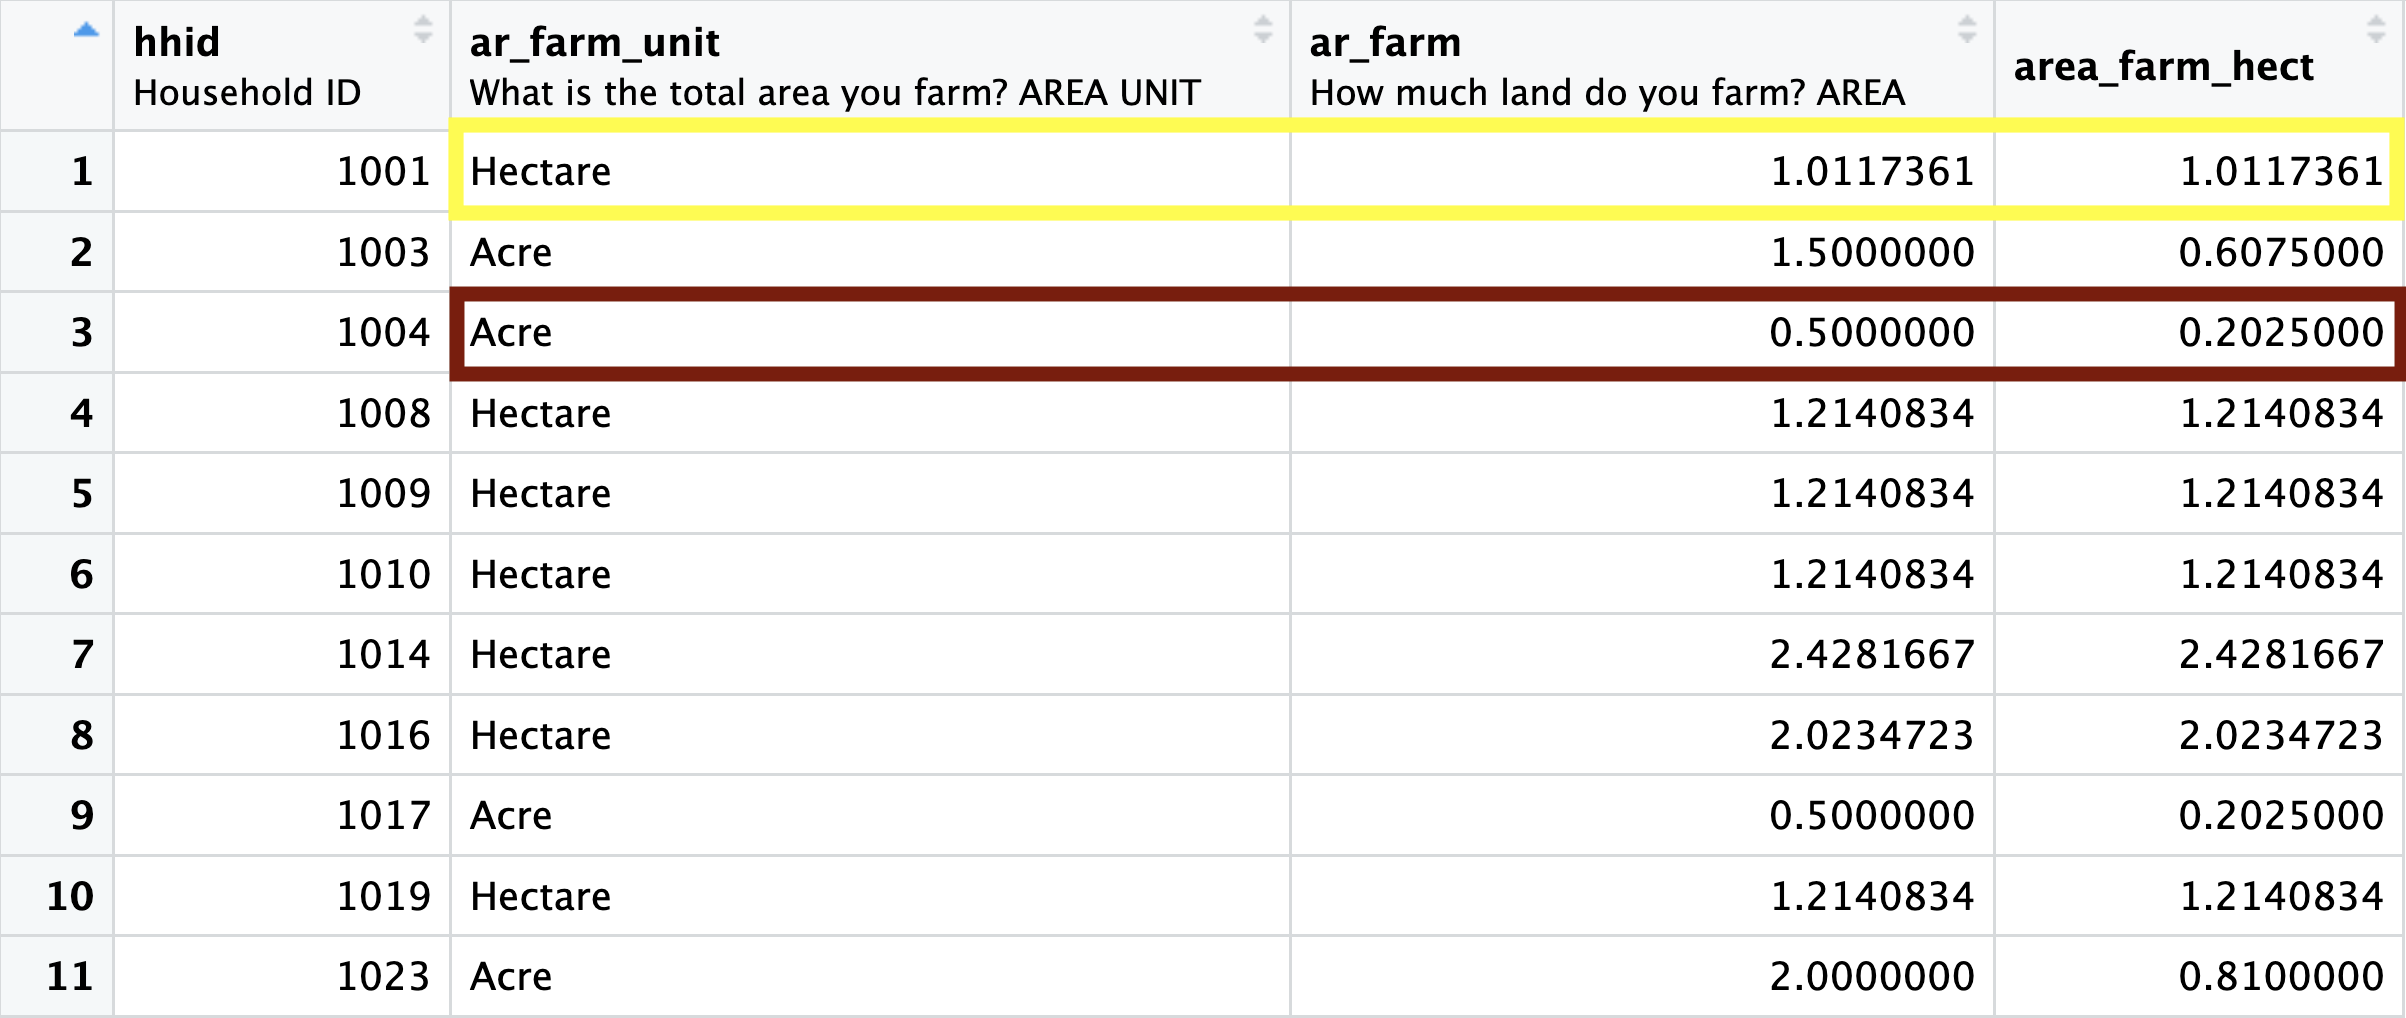 hhid ar_farm_unit ar_farm area_farm_hect
Household ID What is the total area you farm? AREA UNIT How much land do you farm? AREA
1 1001 Hectare 1.0117361 1.0117361
2 1003 Acre 1.5000000 0.6075000
3 1004 Acre 0.5000000 0.2025000
4 1008 Hectare 1.2140834 1.2140834
5 1009 Hectare 1.2140834 1.2140834
6 1010 Hectare 1.2140834 1.2140834
7 1014 Hectare 2.4281667 2.4281667
8 1016 Hectare 2.0234723 2.0234723
9 1017 Acre 0.5000000 0.2025000
10 1019 Hectare 1.2140834 1.2140834
11 1023 Acre 2.0000000 0.8100000